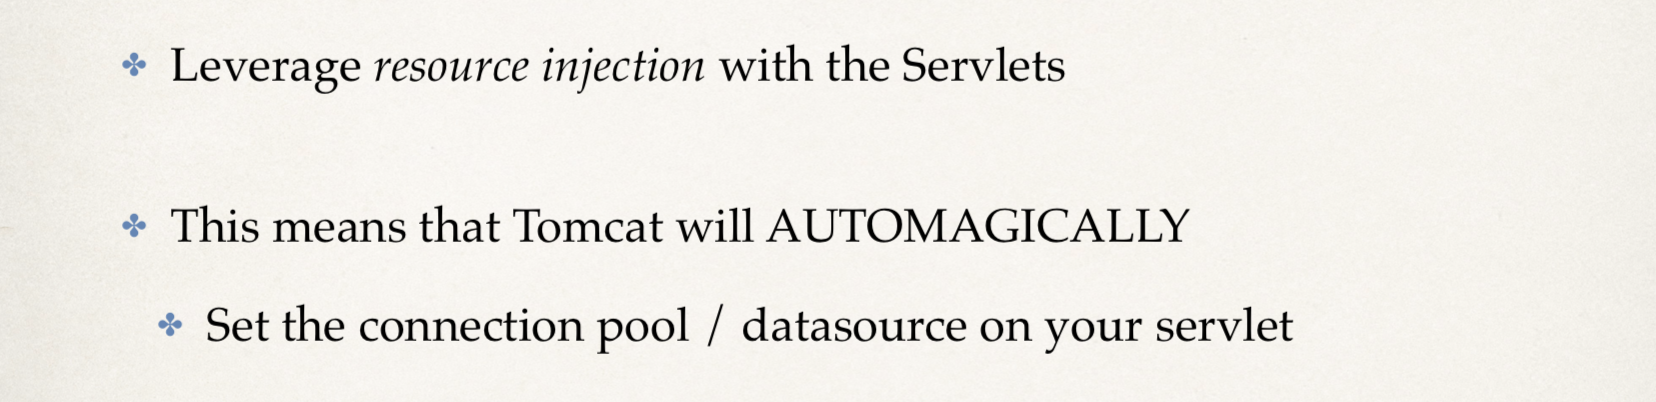 Leverage resource injection with the Servlets
This means that Tomcat will AUTOMAGICALLY
Set the connection pool / datasource on your servlet